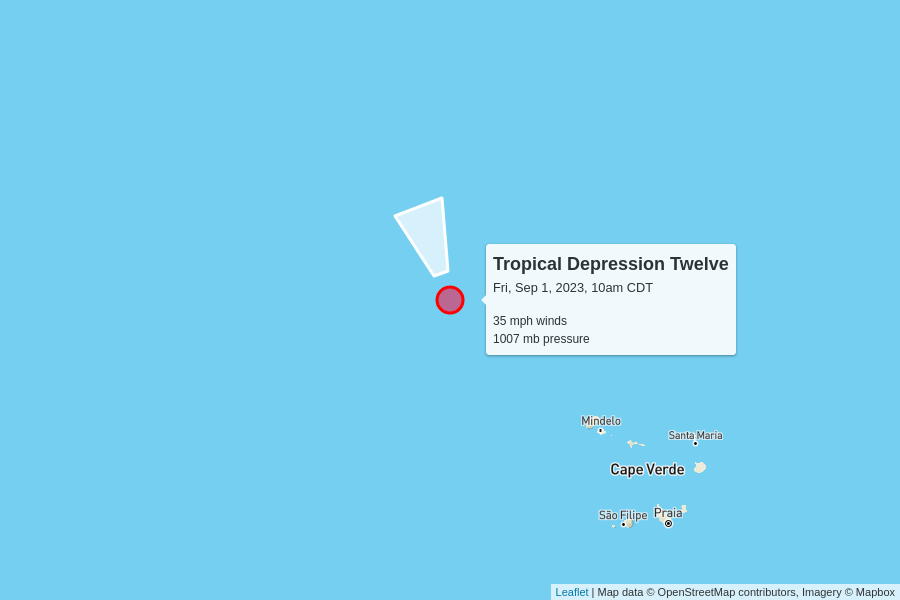 Tropical Depression Twelve
Fri, Sep 1, 2023, 10am CDT
35 mph winds
1007 mb pressure
Mindelo
Santa Maria
Cape Verde
São Filipe
Praia
Leaflet | Map data © OpenStreetMap contributors, Imagery © Mapbox